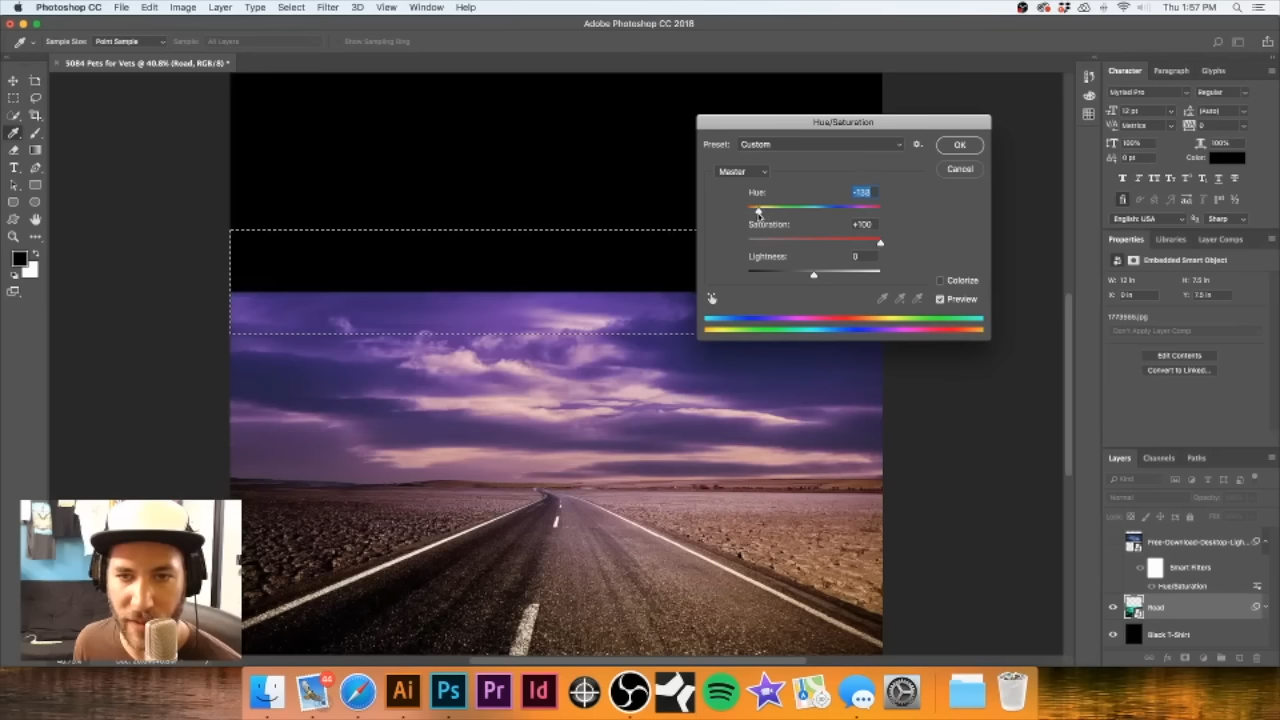 Photoshop CC File Edit Image Layer Type Select Filter 3D View Window Help Thu 1:57 PM
Adobe Photoshop CC 2018
Sample Size: Point Sample Sample: All Layers Show Sampling Ring
5084 Pets for Vets @ 40.8% (Road, RGB/8) *
Hue/Saturation
Preset: Custom OK
Master Cancel
Hue:
Saturation: +100
Lightness: 0
Colorize
Preview
Character Paragraph Glyphs
Myriad Pro Regular
12 pt (Auto)
Metrics 0
100% 100%
0 pt Color:
English: USA Sharp
Properties Libraries Layer Comps
Embedded Smart Object
W: 12 in H: 7.5 in
X: 0 in Y: 7.5 in
1773565.jpg
Don't Apply Layer Comp
Edit Contents
Convert to Linked...
Layers Channels Paths
Kind
Normal Opacity:
Lock: Fill:
Free-Download-Desktop-Ligh...
Smart Filters
Hue/Saturation
Road
Black T-Shirt
44
Ai Ps Pr Id